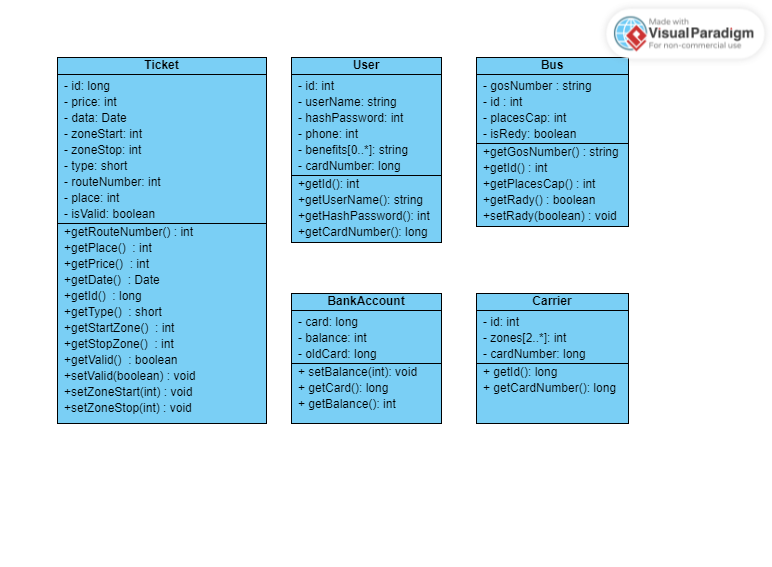 Made with
VisualParadigm
For non-commercial use
Ticket
- id: long
- price: int
- data: Date
- zoneStart: int
- zoneStop: int
- type: short
- routeNumber: int
- place: int
- isValid: boolean
+getRouteNumber() : int
+getPlace() : int
+getPrice() : int
+getDate() : Date
+getId() : long
+getType() : short
+getStartZone() : int
+getStopZone() : int
+getValid() : boolean
+setValid(boolean) : void
+setZoneStart(int) : void
+setZoneStop(int) : void
User
- id: int
- userName: string
- hashPassword: int
- phone: int
- benefits[0..*]: string
- cardNumber: long
+getId(): int
+getUserName(): string
+getHashPassword(): int
+getCardNumber(): long
Bus
- gosNumber : string
- id : int
- placesCap: int
- isRedy: boolean
+getGosNumber() : string
+getId() : int
+getPlacesCap() : int
+getRady() : boolean
+setRady(boolean) : void
BankAccount
- card: long
- balance: int
- oldCard: long
+ setBalance(int): void
+ getCard(): long
+ getBalance(): int
Carrier
- id: int
- zones[2..*]: int
- cardNumber: long
+ getId(): long
+ getCardNumber(): long